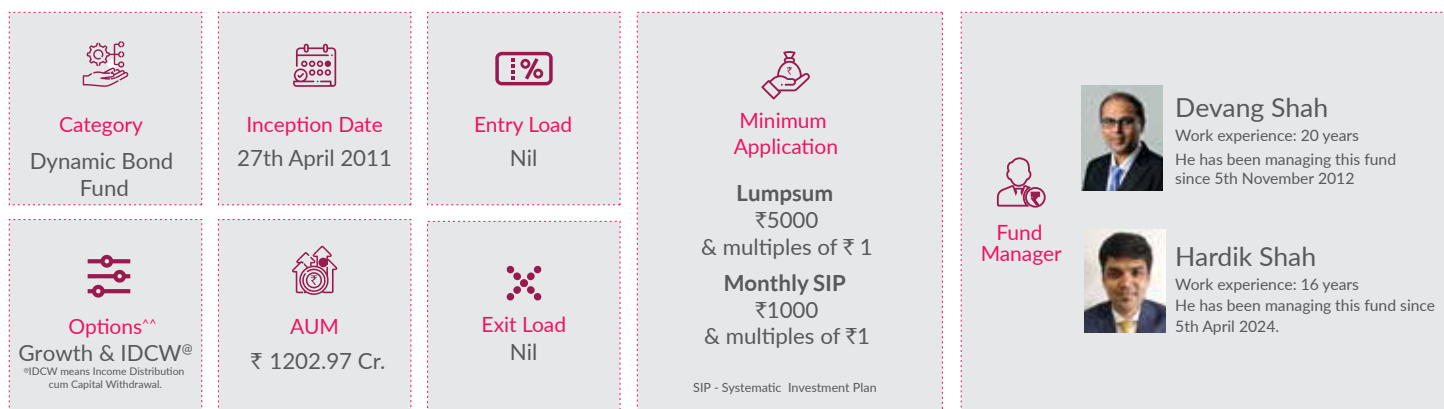 Category
Dynamic Bond
Fund
Inception Date
27th April 2011
Entry Load
Nil
Options^^
Growth & IDCW@
@IDCW means Income Distribution
cum Capital Withdrawal.
AUM
₹ 1202.97 Cr.
Exit Load
Nil
Minimum
Application
Lumpsum
₹5000
& multiples of ₹ 1
Monthly SIP
₹1000
& multiples of ₹1
SIP - Systematic Investment Plan
Fund
Manager
Devang Shah
Work experience: 20 years
He has been managing this fund
since 5th November 2012
Hardik Shah
Work experience: 16 years
He has been managing this fund since
5th April 2024.